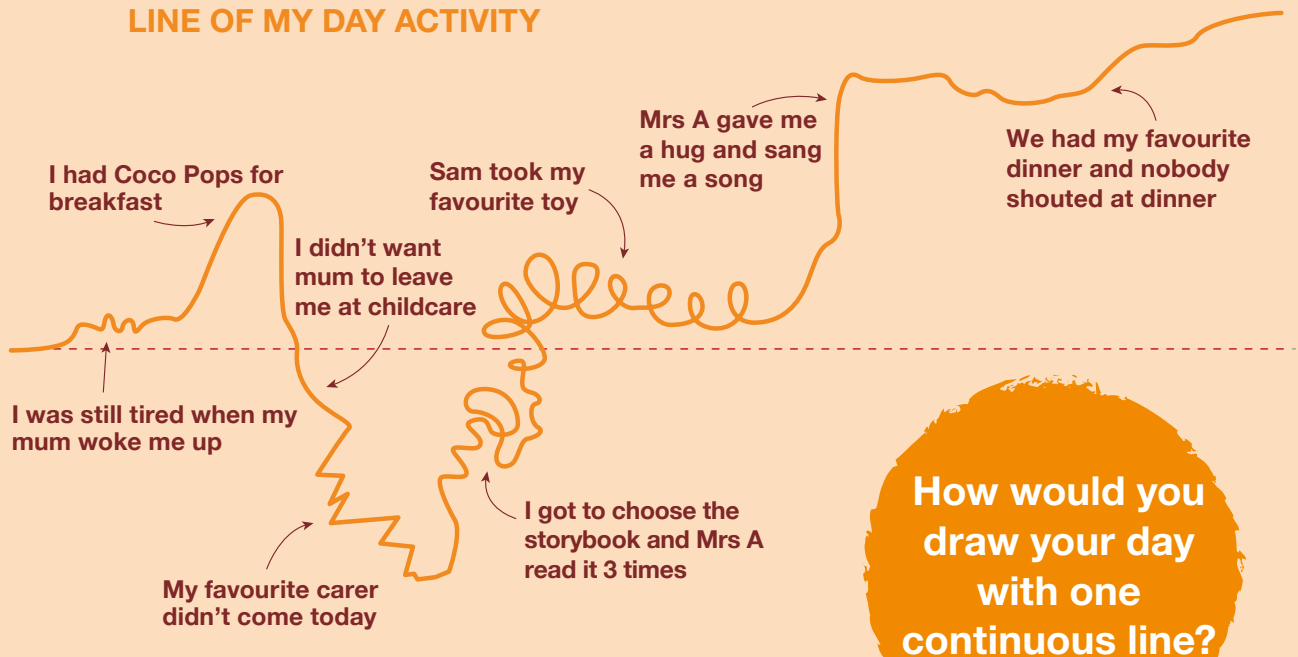 LINE OF MY DAY ACTIVITY
I had Coco Pops for
breakfast
I was still tired when my
mum woke me up
I didn’t want
mum to leave
me at childcare
My favourite carer
didn’t come today
I got to choose the
storybook and Mrs A
read it 3 times
Sam took my
favourite toy
Mrs A gave me
a hug and sang
me a song
We had my favourite
dinner and nobody
shouted at dinner
How would you
draw your day
with one
continuous line?